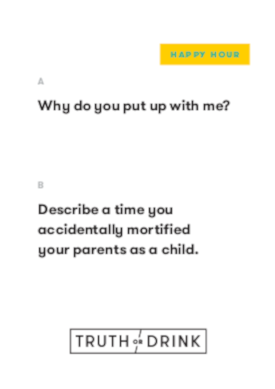 HAPPY HOUR
A
Why do you put up with me?
B
Describe a time you
accidentally mortified
your parents as a child.
TRUTH OR DRINK